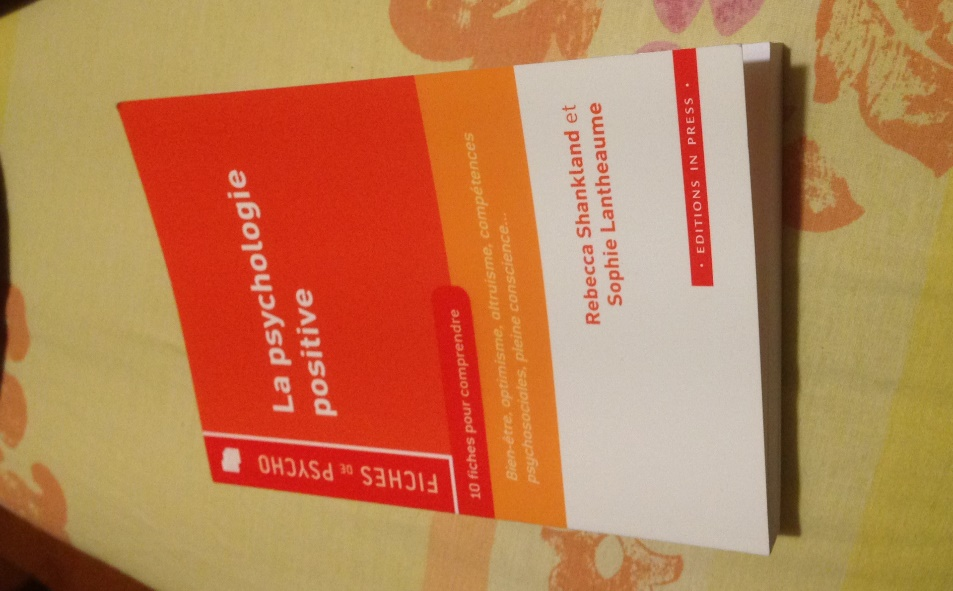 FICHES DE PSYCHO
La psychologie
positive
10 fiches pour comprendre
Bien-être, optimisme, altruisme, compétences
psychosociales, pleine conscience...
Rebecca Shankland et
Sophie Lantheaume
• EDITIONS IN PRESS •